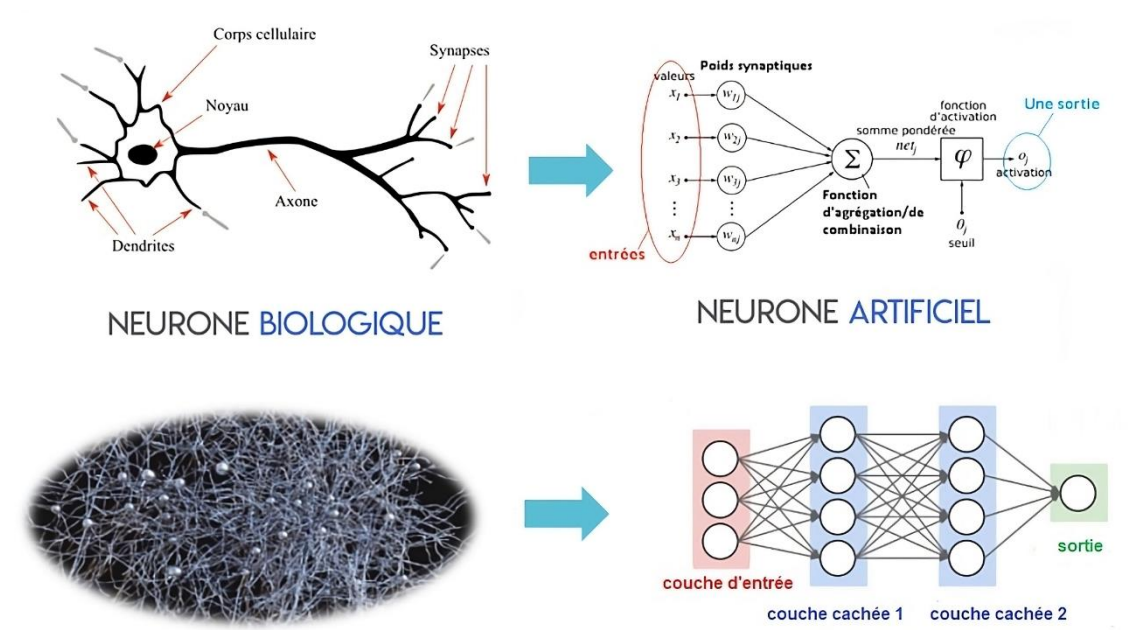 Corps cellulaire
Synapses
Noyau
Axone
Dendrites
NEURONE BIOLOGIQUE
Poids synaptiques
valeurs
x1
x2
x3
xn
w1j
w2j
w3j
wnj
entrées
Σ
Fonction
d'agrégation/de
combinaison
somme pondérée
netj
fonction
d'activation
φ
θj
seuil
Une sortie
oj
activation
NEURONE ARTIFICIEL
couche d'entrée
couche cachée 1
couche cachée 2
sortie